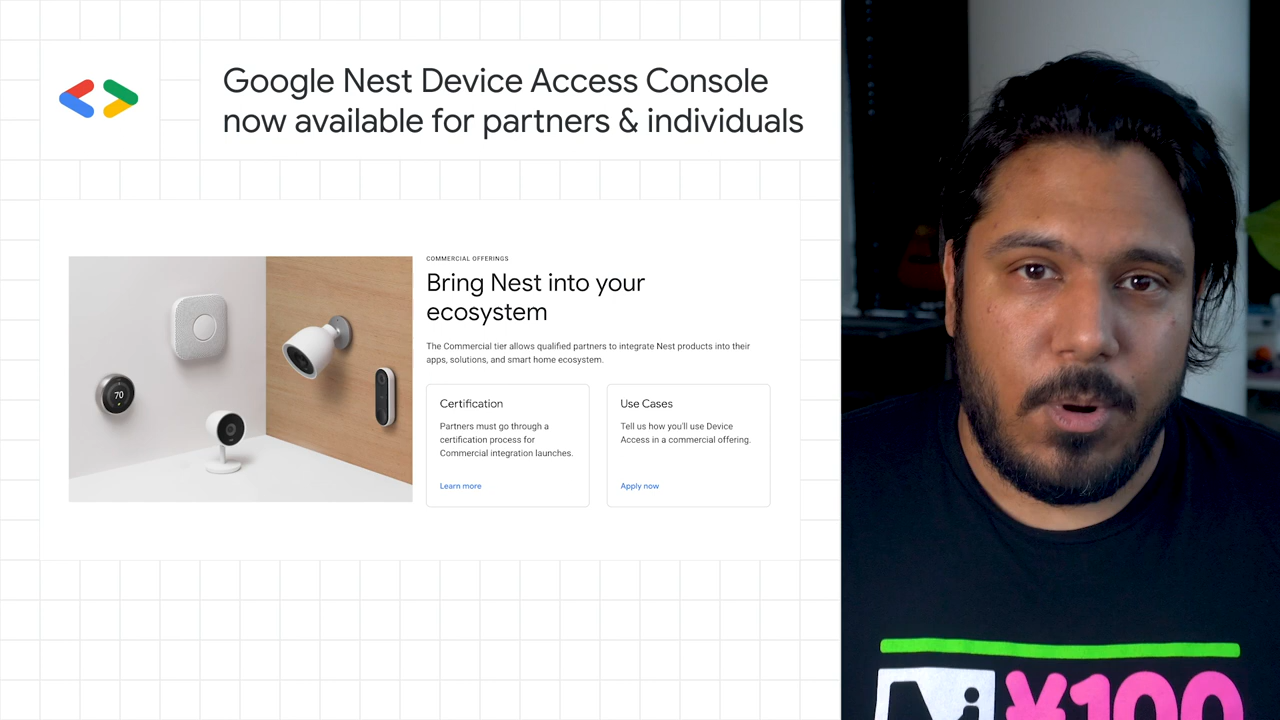 Google Nest Device Access Console
now available for partners & individuals
COMMERCIAL OFFERINGS
Bring Nest into your
ecosystem
The Commercial tier allows qualified partners to integrate Nest products into their
apps, solutions, and smart home ecosystem.
Certification
Partners must go through a
certification process for
Commercial integration launches.
Learn more
Use Cases
Tell us how you'll use Device
Access in a commercial offering.
Apply now
70
¥100